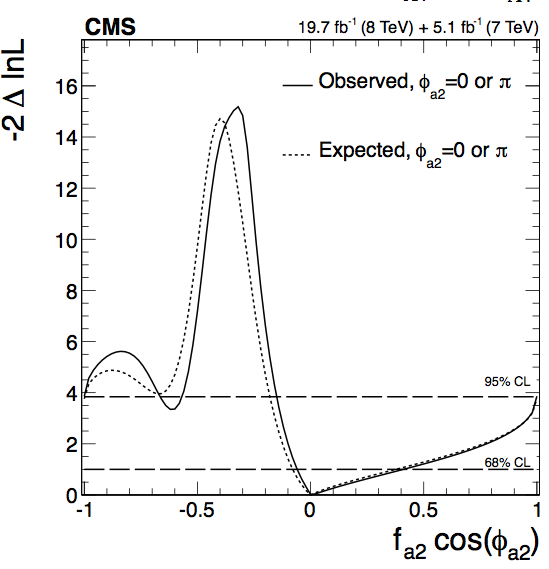 CMS 19.7 fb⁻¹ (8 TeV) + 5.1 fb⁻¹ (7 TeV)
-2 Δ lnL
Observed, ϕₐ₂=0 or π
Expected, ϕₐ₂=0 or π
16
14
12
10
8
6
4
2
0
95% CL
68% CL
-1 -0.5 0 0.5 1
fₐ₂ cos(ϕₐ₂)